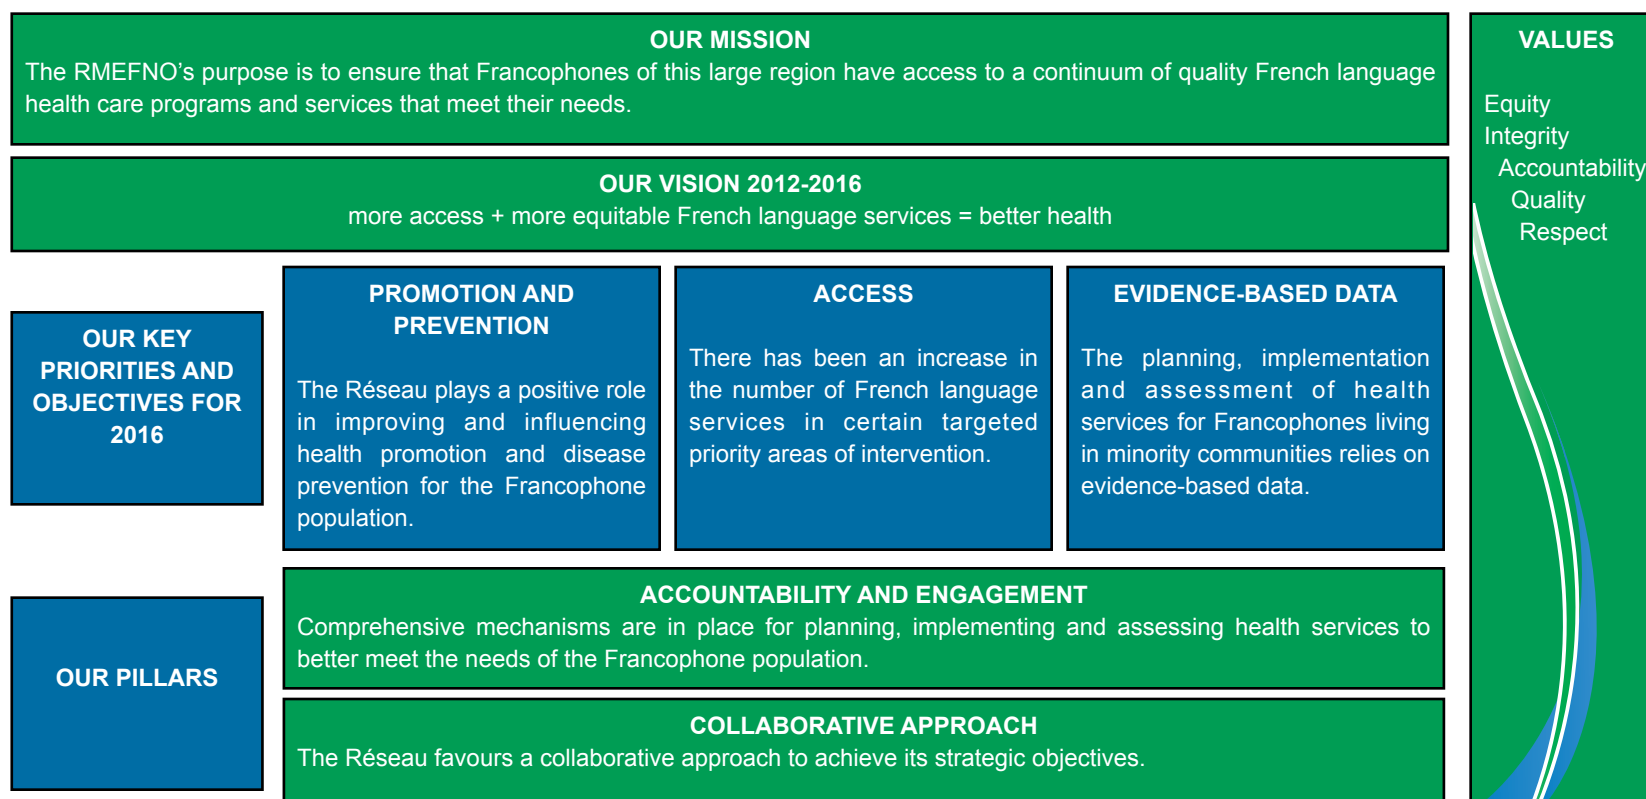 OUR MISSION
The RMEFNO’s purpose is to ensure that Francophones of this large region have access to a continuum of quality French language
health care programs and services that meet their needs.
OUR VISION 2012-2016
more access + more equitable French language services = better health
OUR KEY
PRIORITIES AND
OBJECTIVES FOR
2016
PROMOTION AND
PREVENTION
The Réseau plays a positive role
in improving and influencing
health promotion and disease
prevention for the Francophone
population.
ACCESS
There has been an increase in
the number of French language
services in certain targeted
priority areas of intervention.
EVIDENCE-BASED DATA
The planning, implementation
and assessment of health
services for Francophones living
in minority communities relies on
evidence-based data.
OUR PILLARS
ACCOUNTABILITY AND ENGAGEMENT
Comprehensive mechanisms are in place for planning, implementing and assessing health services to
better meet the needs of the Francophone population.
COLLABORATIVE APPROACH
The Réseau favours a collaborative approach to achieve its strategic objectives.
VALUES
Equity
Integrity
Accountability
Quality
Respect